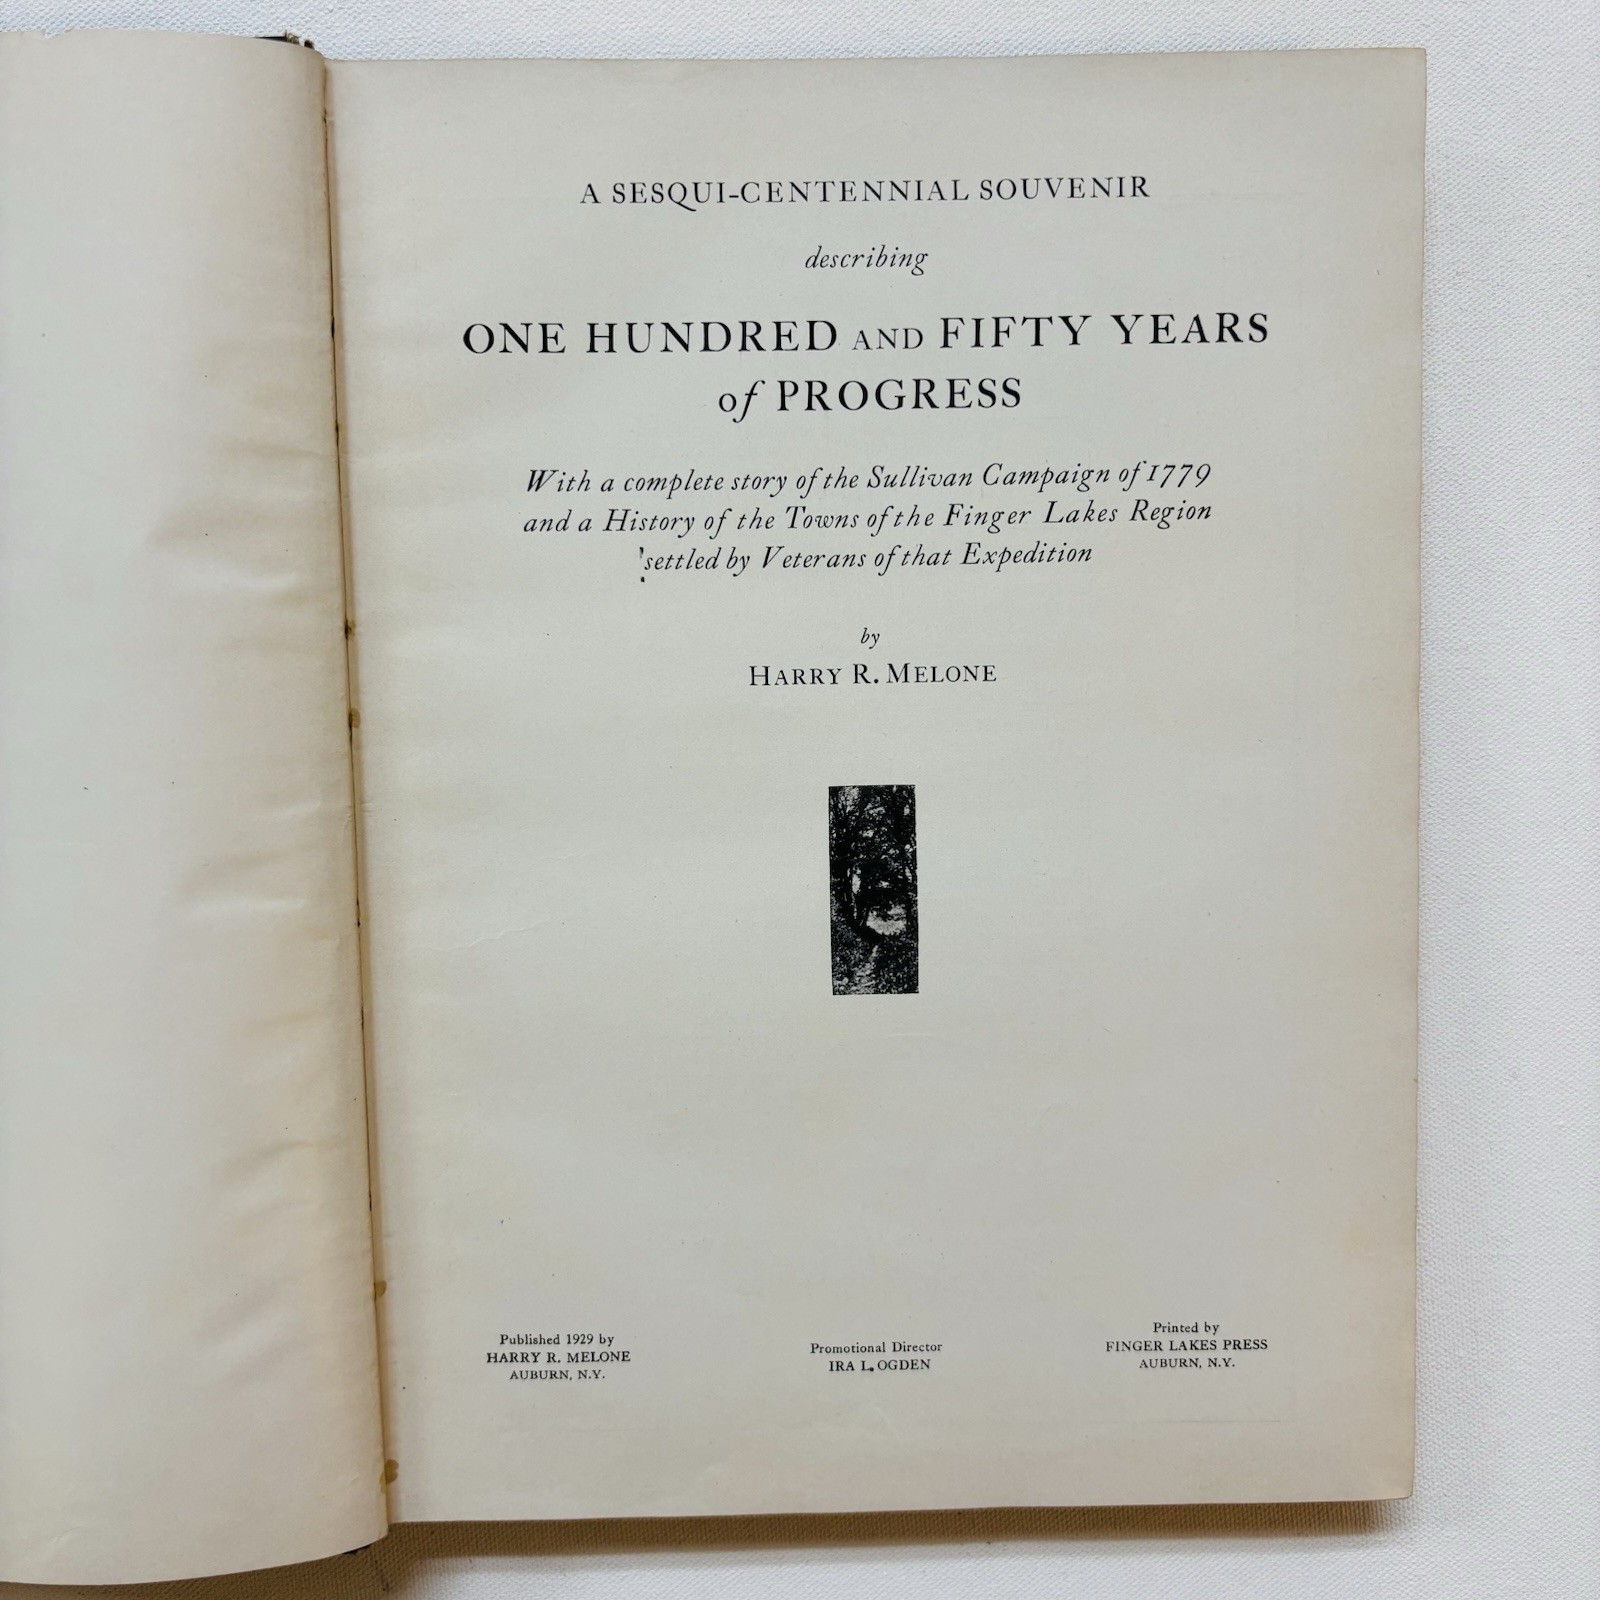 A SESQUI-CENTENNIAL SOUVENIR
describing
ONE HUNDRED AND FIFTY YEARS
of PROGRESS
With a complete story of the Sullivan Campaign of 1779
and a History of the Towns of the Finger Lakes Region
settled by Veterans of that Expedition
by
HARRY R. MELONE
Published 1929 by
HARRY R. MELONE
AUBURN, N.Y.
Promotional Director
IRA L. OGDEN
Printed by
FINGER LAKES PRESS
AUBURN, N.Y.